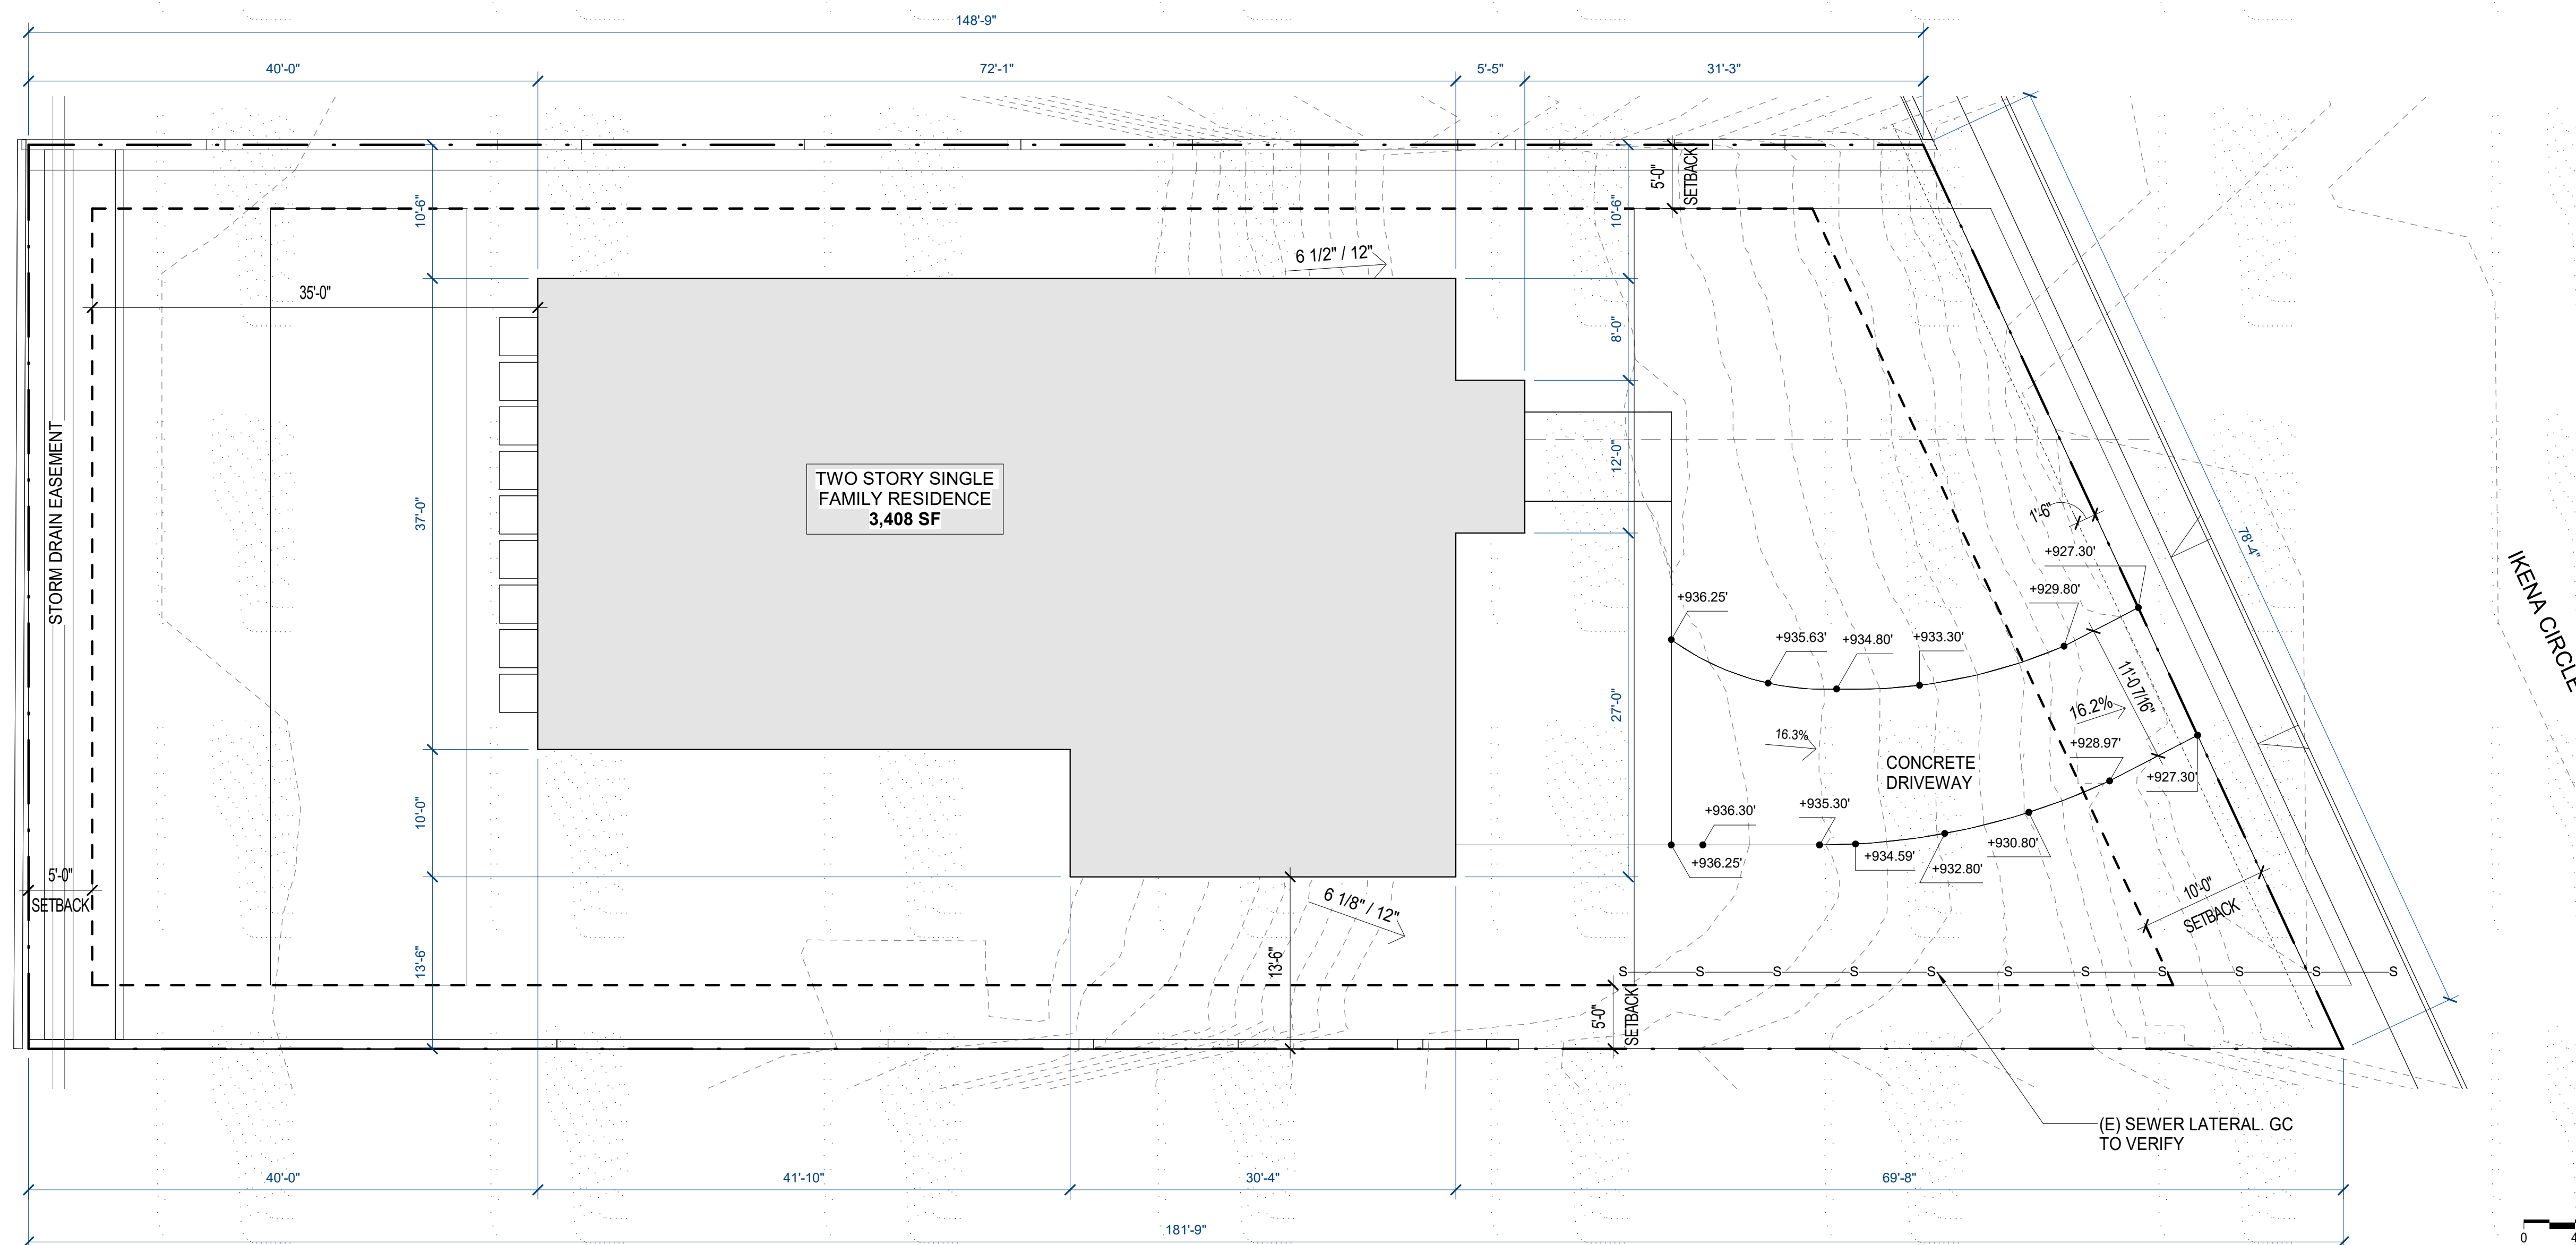 148'-9"
40'-0"
72'-1"
5'-5"
31'-3"
10'-6"
5'-0"
SETBACK
10'-6"
6 1/2" / 12"
35'-0"
8'-0"
STORM DRAIN EASEMENT
TWO STORY SINGLE
FAMILY RESIDENCE
3,408 SF
37'-0"
12'-0"
1'-6"
+927.30'
78'-4"
IKENA CIRCLE
+929.80'
+936.25'
+935.63'
+934.80'
+933.30'
11'-0 7/16"
27'-0"
16.2%
16.3%
+928.97'
CONCRETE
DRIVEWAY
+927.30'
10'-0"
+936.30'
+935.30'
+930.80'
+934.59'
+936.25'
+932.80'
5'-0"
SETBACK
6 1/8" / 12"
10'-0"
SETBACK
13'-6"
13'-6"
S S S S S S S S S S S
5'-0"
SETBACK
(E) SEWER LATERAL. GC
TO VERIFY
40'-0"
41'-10"
30'-4"
69'-8"
181'-9"
0